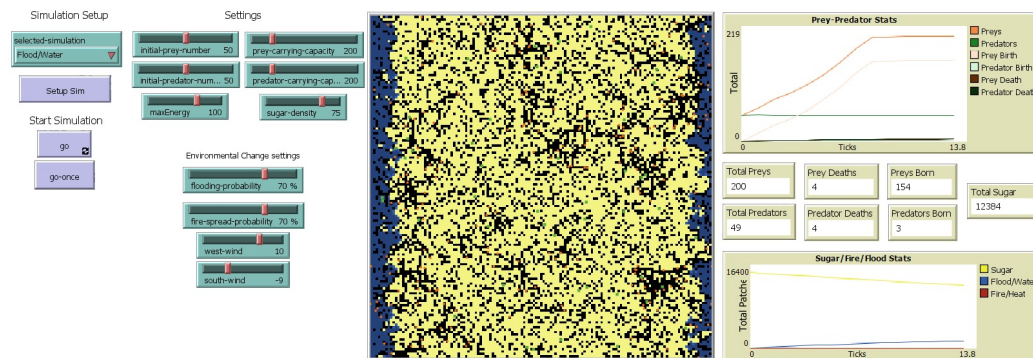 Simulation Setup
selected-simulation
Flood/Water
Setup Sim
Start Simulation
go
go-once
Settings
initial-prey-number 50
prey-carrying-capacity 200
initial-predator-num... 50
predator-carrying-cap... 200
maxEnergy 100
sugar-density 75
Environmental Change settings
flooding-probability 70 %
fire-spread-probability 70 %
west-wind 10
south-wind -9
Prey-Predator Stats
219
Total
0
0
Ticks
13.8
Preys
Predators
Prey Birth
Predator Birth
Prey Death
Predator Death
Total Preys
200
Prey Deaths
4
Preys Born
154
Total Sugar
12384
Total Predators
49
Predator Deaths
4
Predators Born
3
Sugar/Fire/Flood Stats
16400
Total Patches
0
0
Ticks
13.8
Sugar
Flood/Water
Fire/Heat